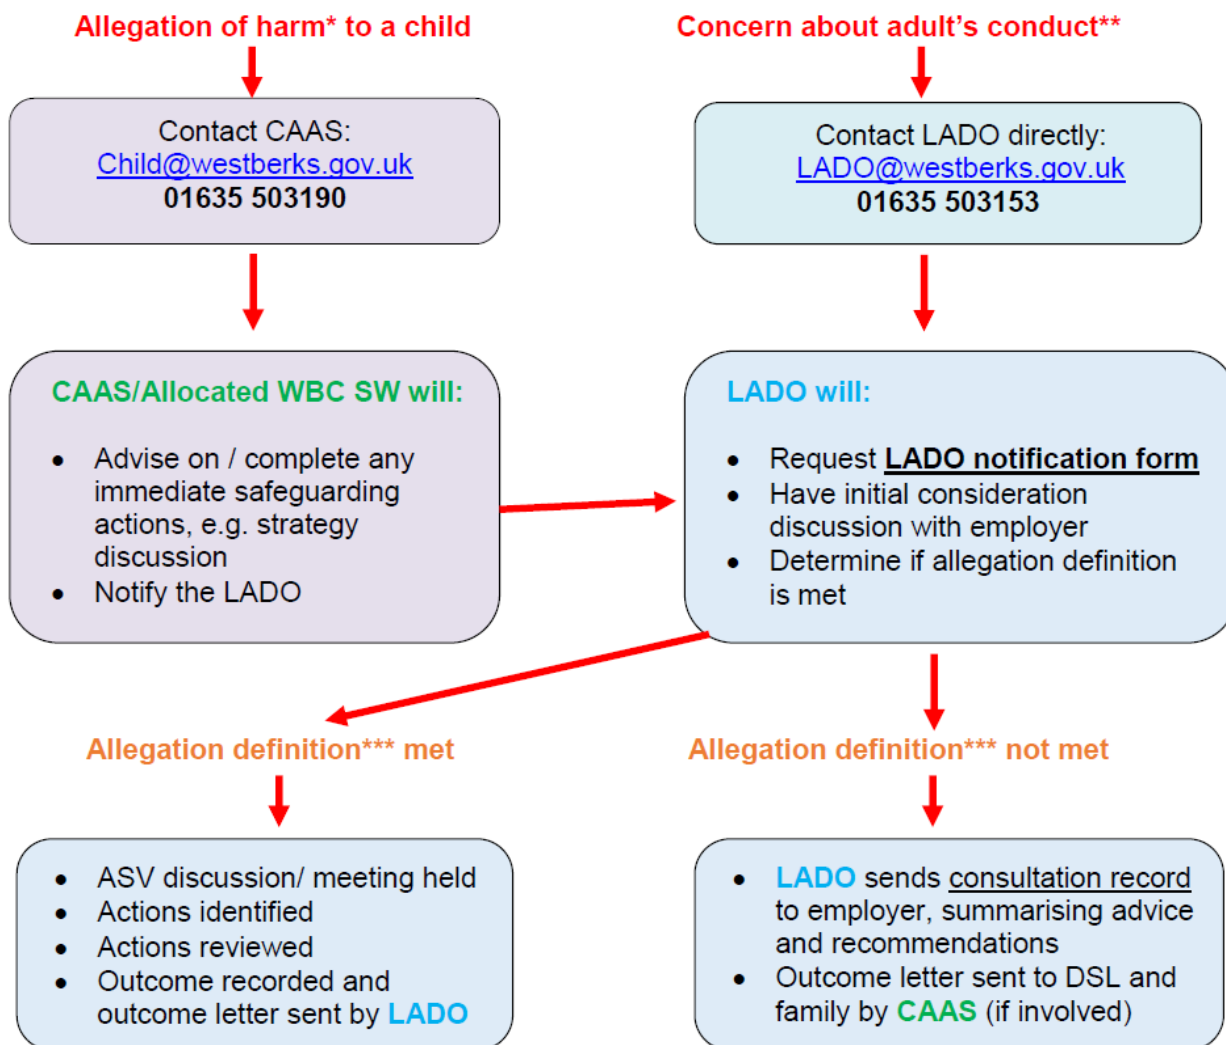 Allegation of harm* to a child
Concern about adult's conduct**
Contact CAAS:
Child@westberks.gov.uk
01635 503190
Contact LADO directly:
LADO@westberks.gov.uk
01635 503153
CAAS/Allocated WBC SW will:
• Advise on / complete any
immediate safeguarding
actions, e.g. strategy
discussion
• Notify the LADO
LADO will:
• Request LADO notification form
• Have initial consideration
discussion with employer
• Determine if allegation definition
is met
Allegation definition*** met
Allegation definition*** not met
• ASV discussion/ meeting held
• Actions identified
• Actions reviewed
• Outcome recorded and
outcome letter sent by LADO
• LADO sends consultation record
to employer, summarising advice
and recommendations
• Outcome letter sent to DSL and
family by CAAS (if involved)